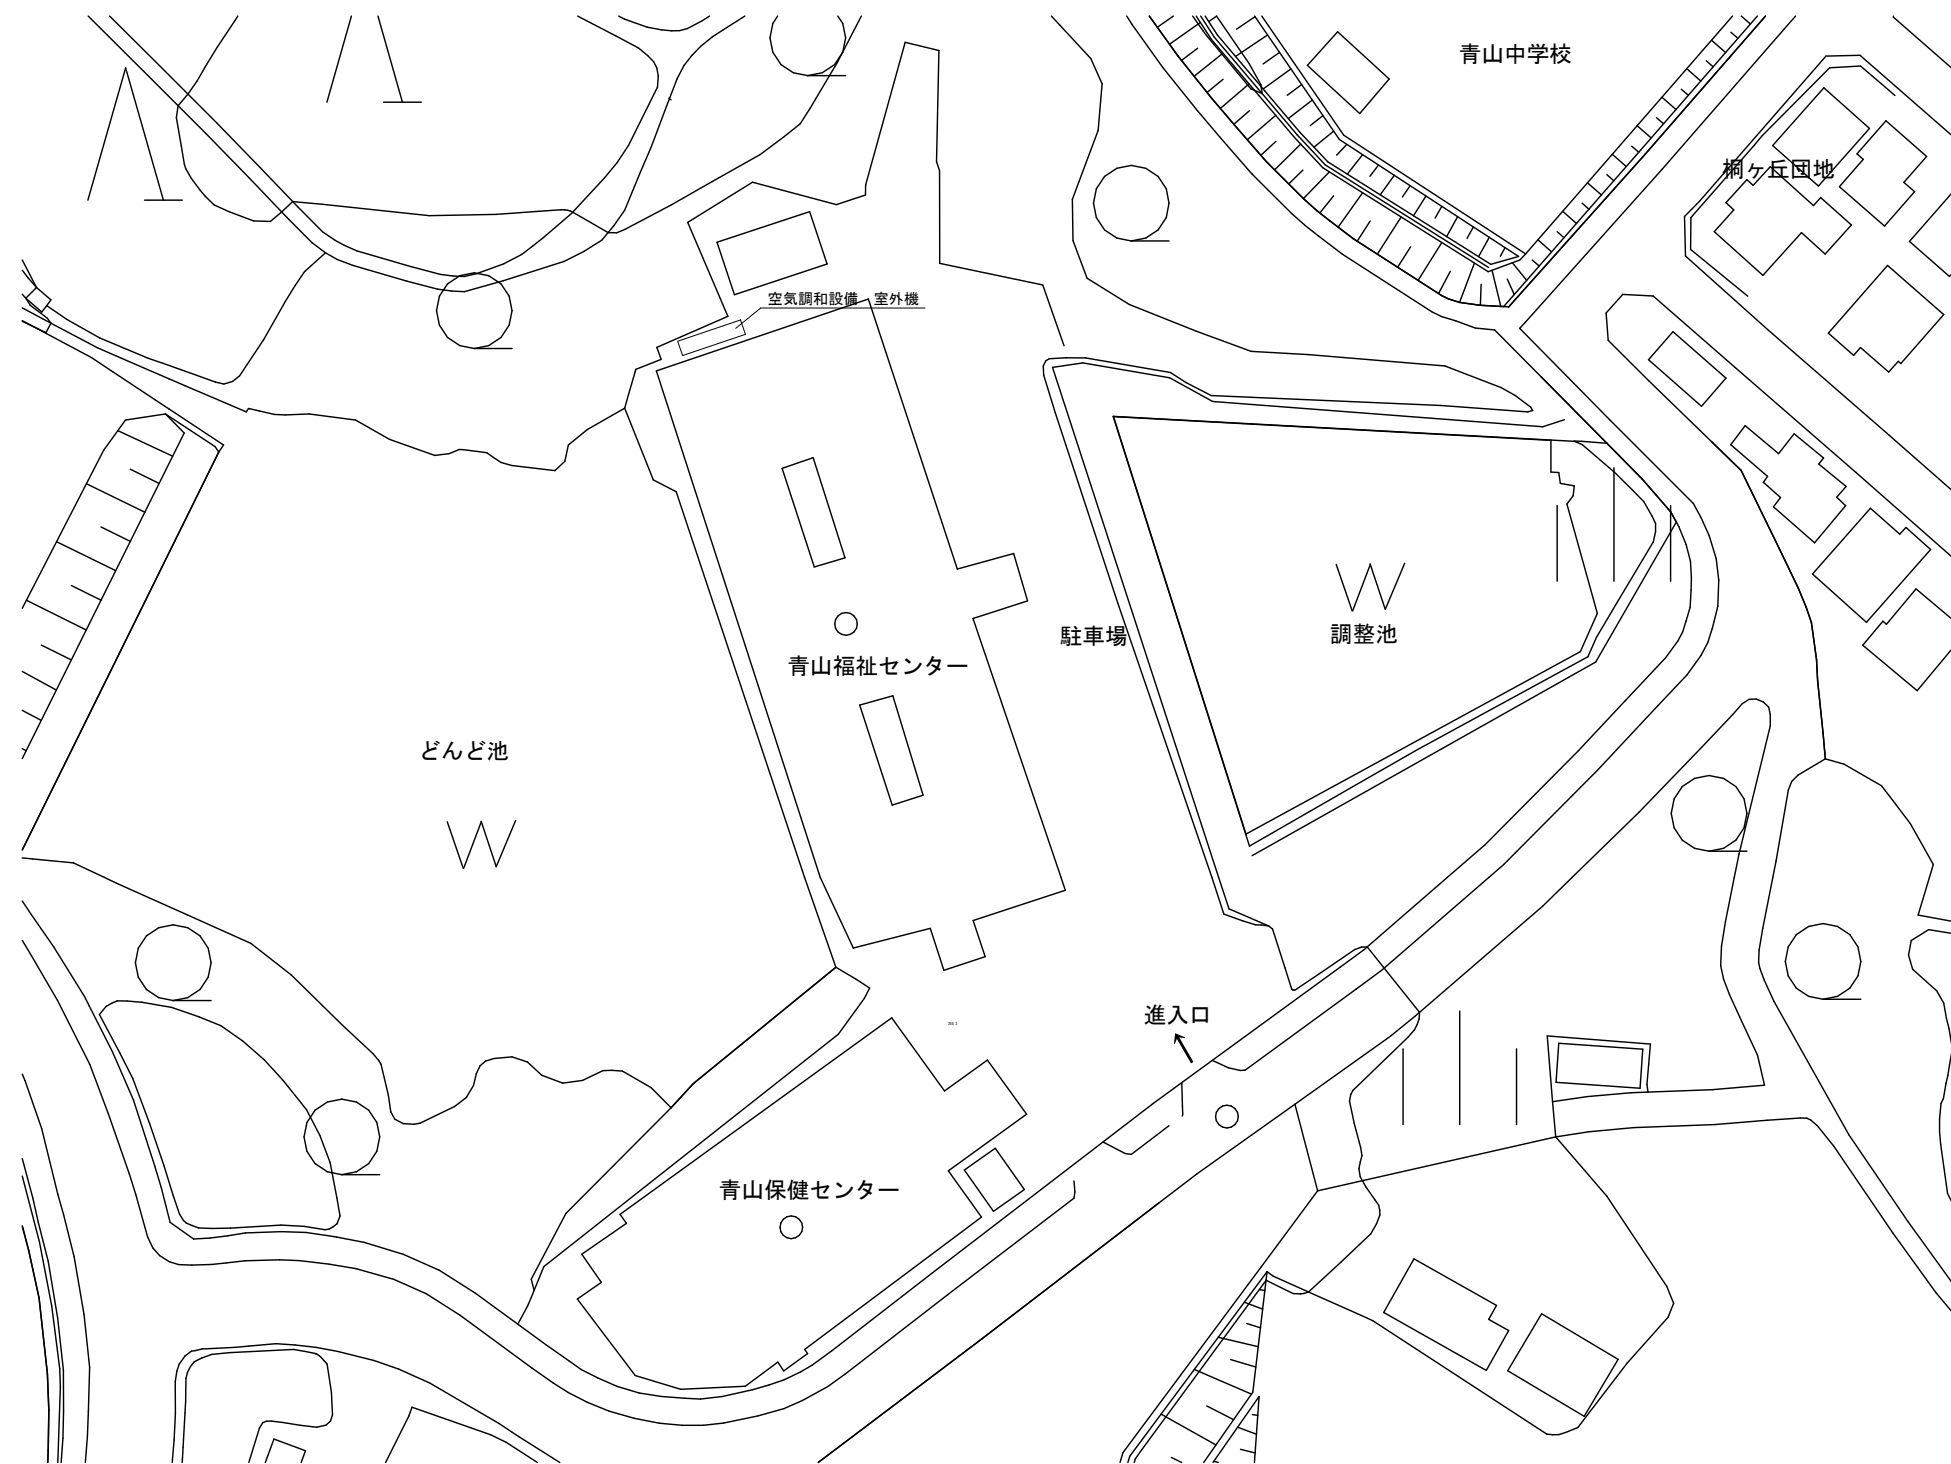 青山中学校
桐ヶ丘団地
空気調和設備　室外機
駐車場
調整池
青山福祉センター
どんど池
進入口
青山保健センター